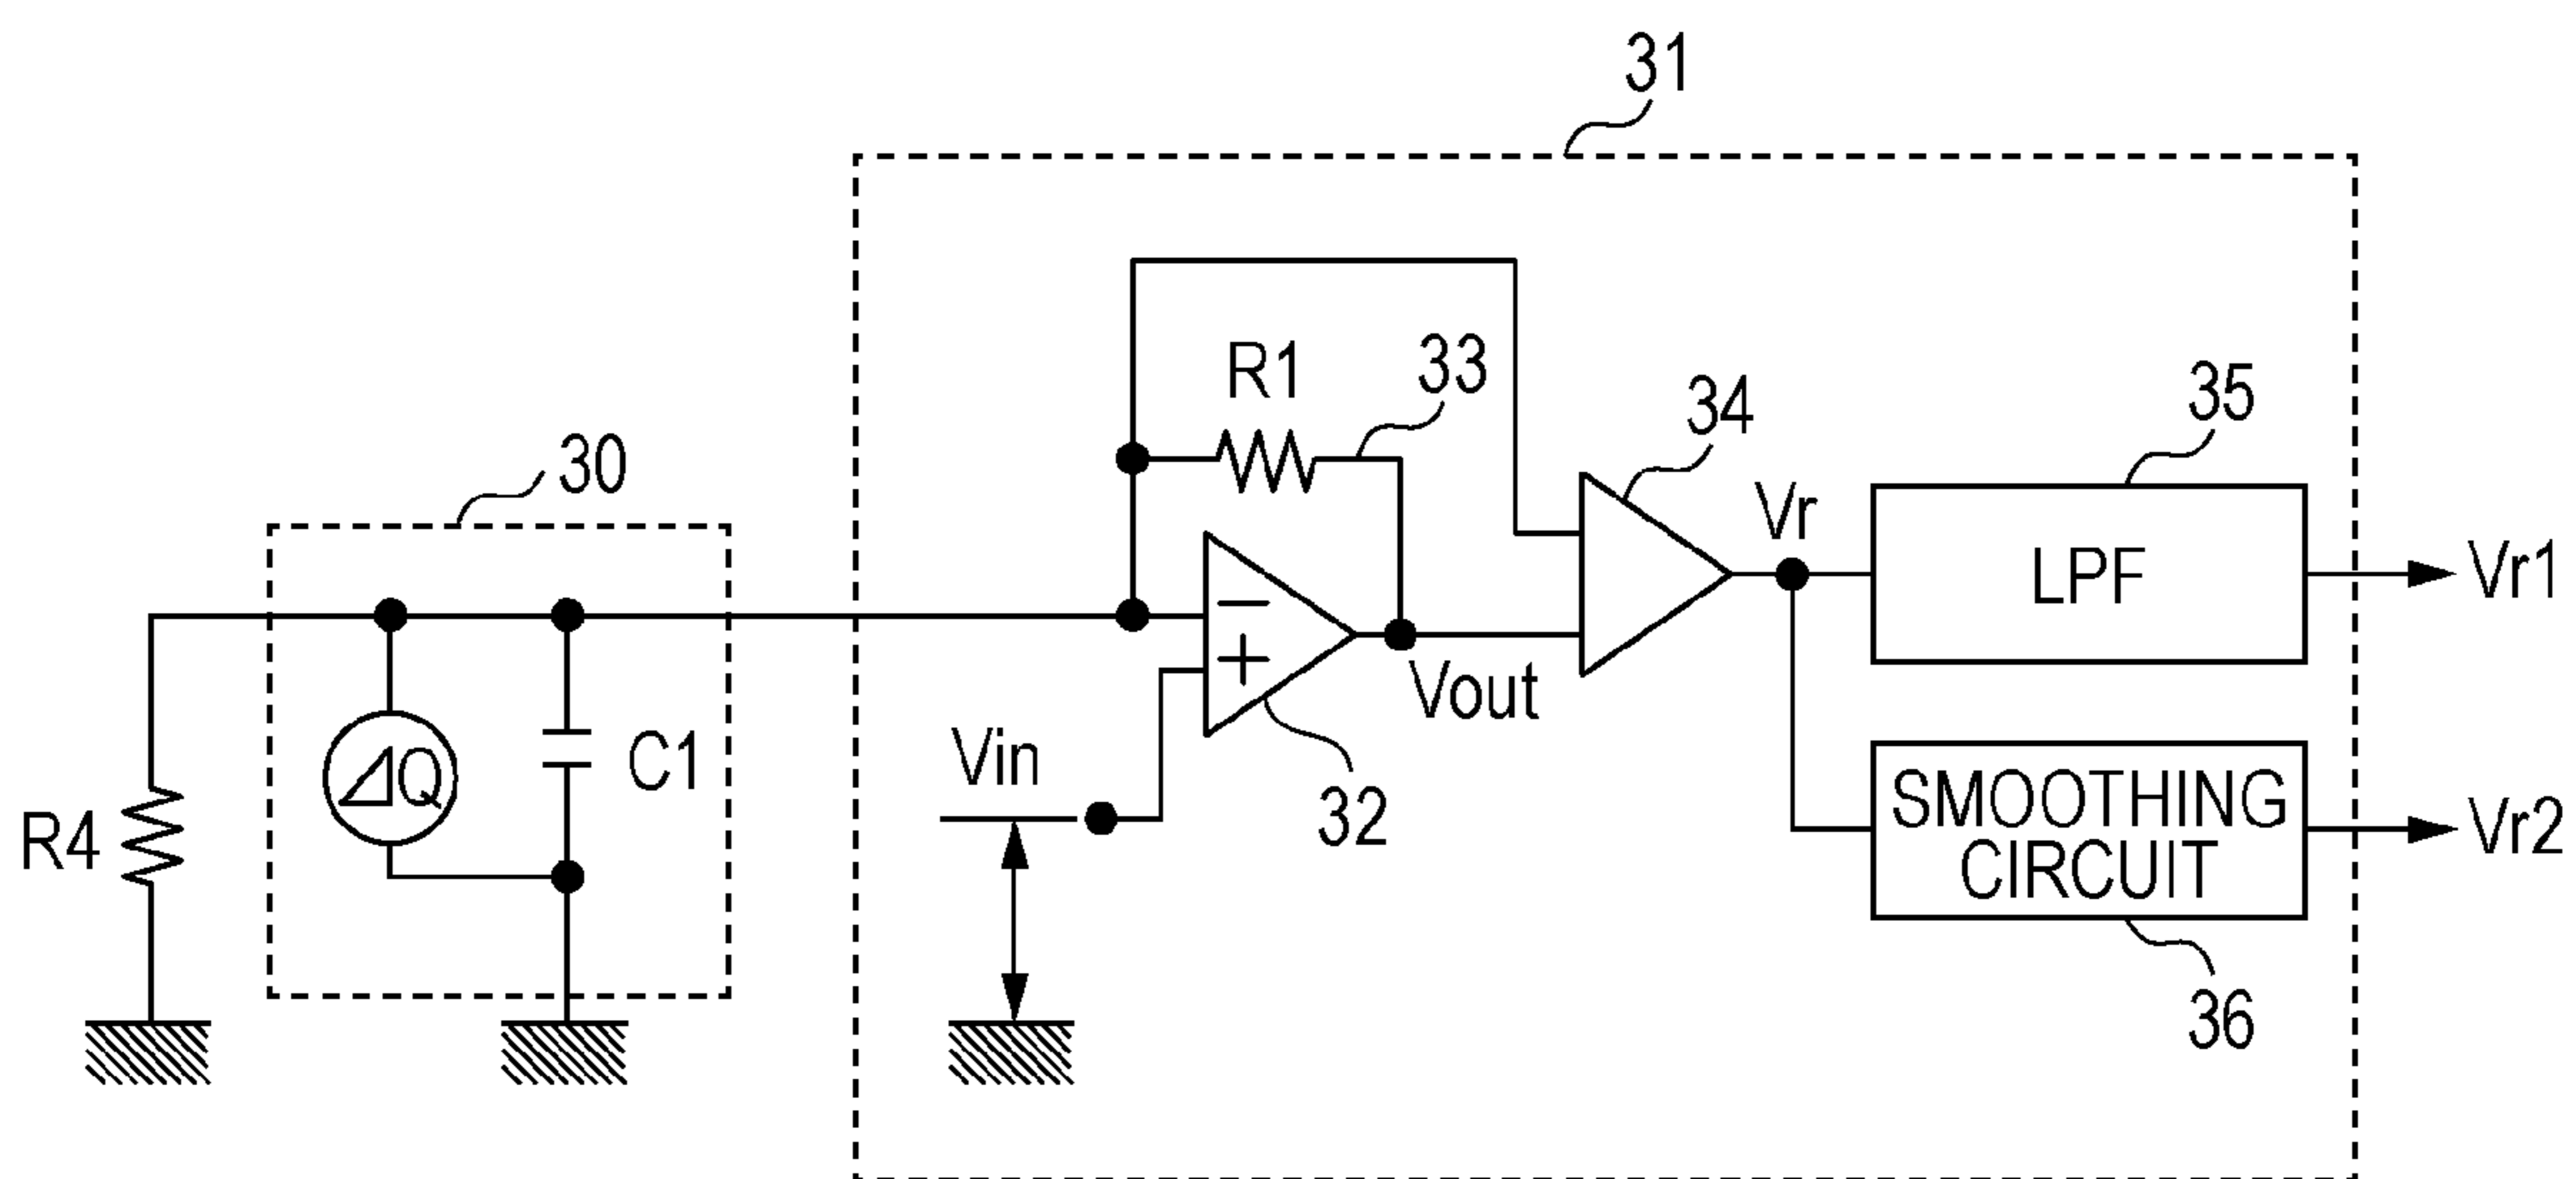 31
R1
33
34
35
30
Vr
LPF
Vr1
Vout
Vin
32
ΔQ
C1
R4
SMOOTHING
CIRCUIT
Vr2
36